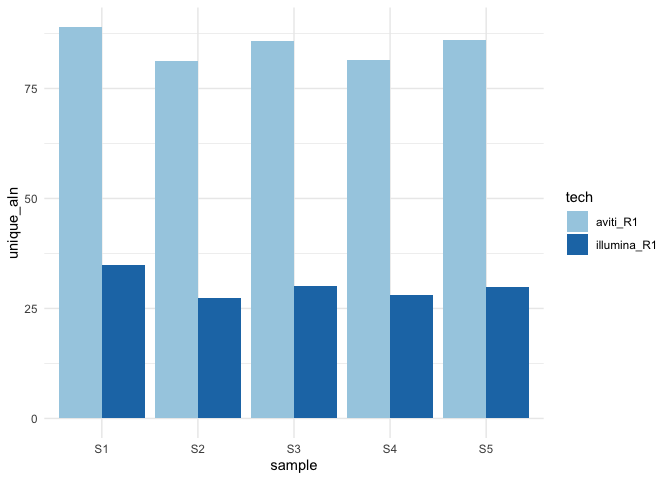 unique_aln
75
50
25
0
S1 S2 S3 S4 S5
sample
tech
aviti_R1
illumina_R1